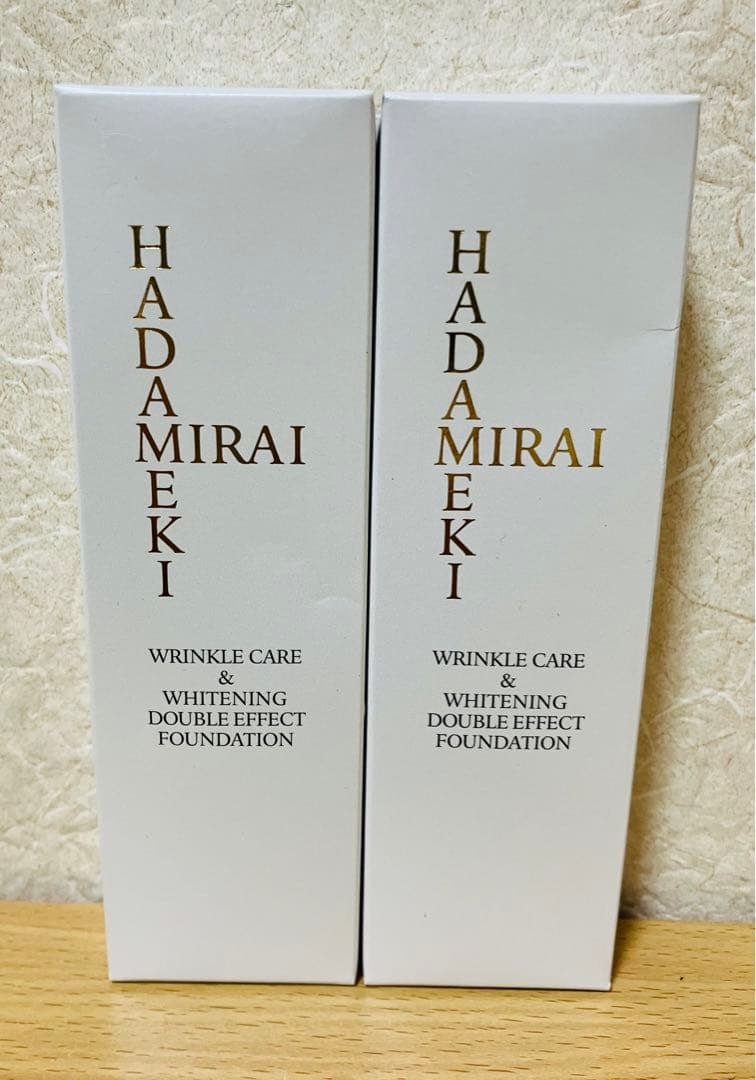 HADAMEKI
MIRAI
WRINKLE CARE
&
WHITENING
DOUBLE EFFECT
FOUNDATION
HADAMEKI
MIRAI
WRINKLE CARE
&
WHITENING
DOUBLE EFFECT
FOUNDATION